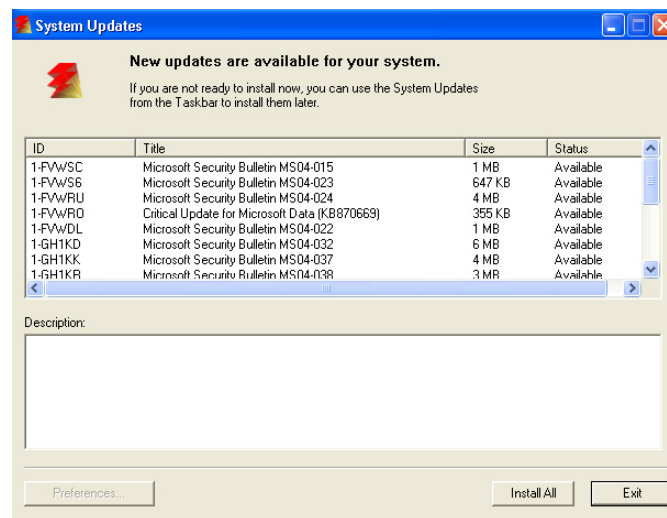 System Updates
New updates are available for your system.
If you are not ready to install now, you can use the System Updates
from the Taskbar to install them later.
ID Title Size Status
1-FVWSC Microsoft Security Bulletin MS04-015 1 MB Available
1-FVWS6 Microsoft Security Bulletin MS04-023 647 KB Available
1-FVWRU Microsoft Security Bulletin MS04-024 4 MB Available
1-FVWRO Critical Update for Microsoft Data (KB870669) 355 KB Available
1-FVWDL Microsoft Security Bulletin MS04-022 1 MB Available
1-GH1KD Microsoft Security Bulletin MS04-032 6 MB Available
1-GH1KK Microsoft Security Bulletin MS04-037 4 MB Available
1-GH1KR Microsoft Security Bulletin MS04-038 3 MB Available
Description:
Preferences... Install All Exit